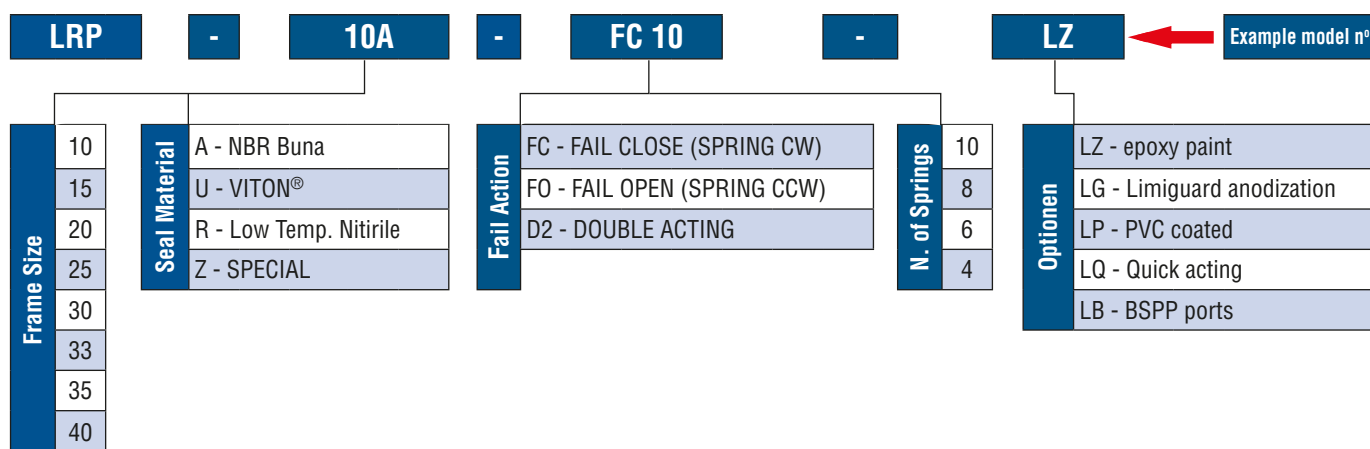 LRP - 10A - FC 10 - LZ Example model nº
Frame Size
10
15
20
25
30
33
35
40
Seal Material
A - NBR Buna
U - VITON®
R - Low Temp. Nitirile
Z - SPECIAL
Fail Action
FC - FAIL CLOSE (SPRING CW)
FO - FAIL OPEN (SPRING CCW)
D2 - DOUBLE ACTING
N. of Springs
10
8
6
4
Optionen
LZ - epoxy paint
LG - Limiguard anodization
LP - PVC coated
LQ - Quick acting
LB - BSPP ports